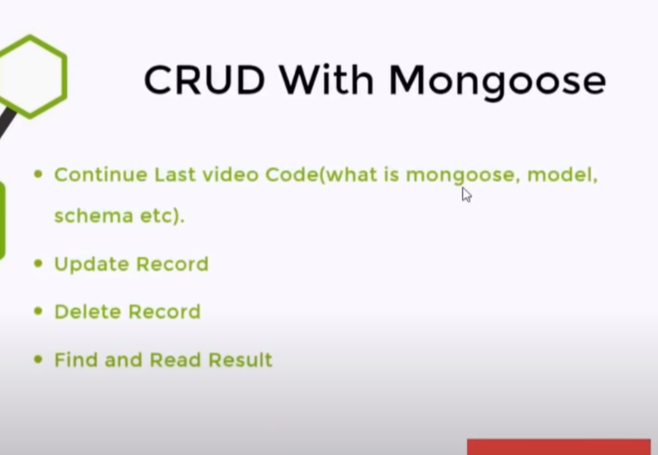 CRUD With Mongoose
• Continue Last video Code(what is mongoose, model,
schema etc).
• Update Record
• Delete Record
• Find and Read Result